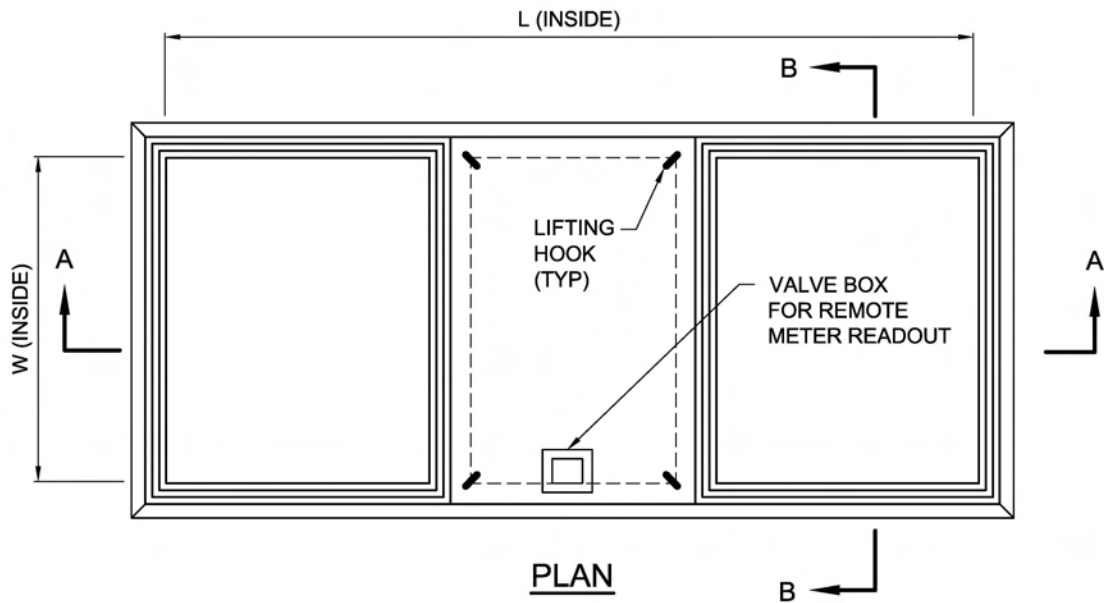 L (INSIDE)
B
LIFTING
HOOK
(TYP)
A
W (INSIDE)
VALVE BOX
FOR REMOTE
METER READOUT
A
PLAN
B